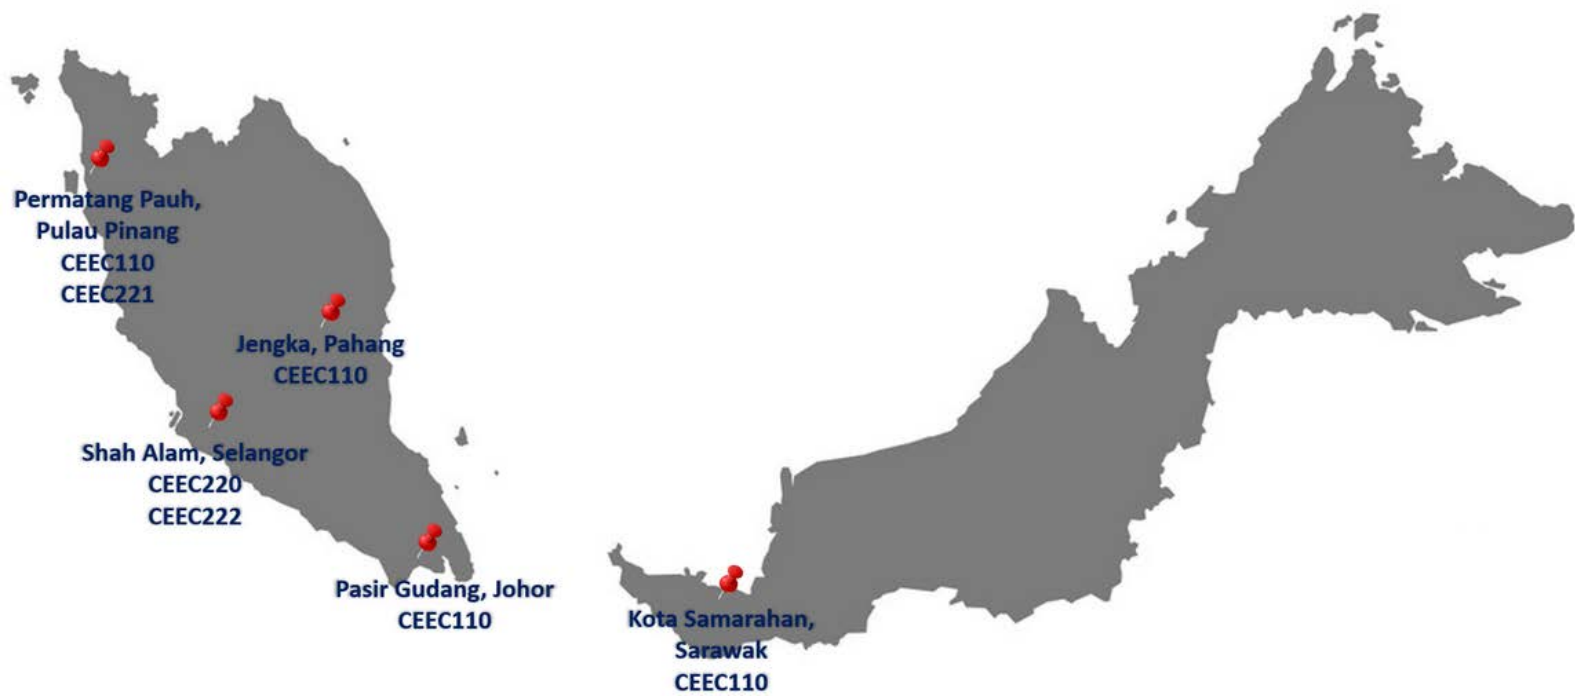 Permatang Pauh,
Pulau Pinang
CEEC110
CEEC221
Jengka, Pahang
CEEC110
Shah Alam, Selangor
CEEC220
CEEC222
Pasir Gudang, Johor
CEEC110
Kota Samarahan,
Sarawak
CEEC110